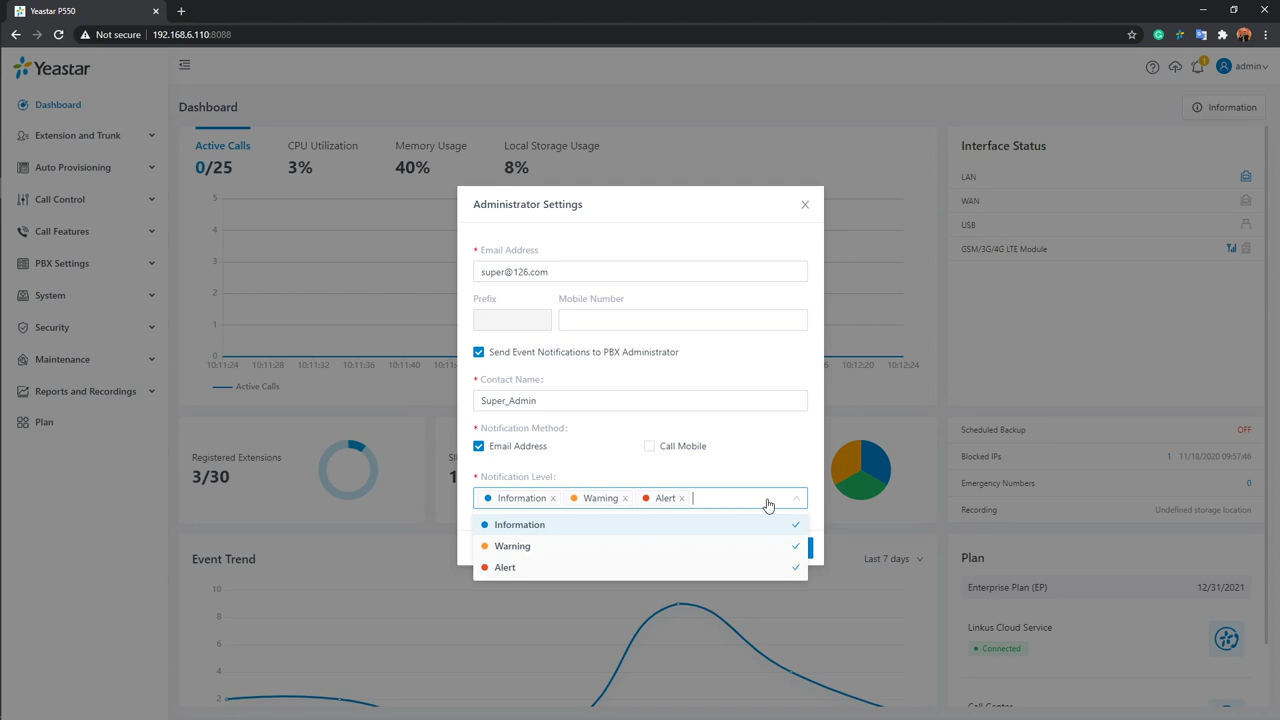 Yeastar P550
Not secure 192.168.6.110:8088
Yeastar
admin
Dashboard
Extension and Trunk
Auto Provisioning
Call Control
Call Features
PBX Settings
System
Security
Maintenance
Reports and Recordings
Plan
Dashboard
Information
Active Calls
0/25
CPU Utilization
3%
Memory Usage
40%
Local Storage Usage
8%
5
4
3
2
1
0
10:11:24 10:11:28 10:11:32 10:11:36 10:11:40 10:12:20 10:12:24
Active Calls
Interface Status
LAN
WAN
USB
GSM/3G/4G LTE Module
Administrator Settings
* Email Address
super@126.com
Prefix Mobile Number
Send Event Notifications to PBX Administrator
* Contact Name:
Super_Admin
* Notification Method:
Email Address Call Mobile
* Notification Level:
Information Warning Alert
Information
Warning
Alert
Registered Extensions
3/30
Scheduled Backup OFF
Blocked IPs 1 11/18/2020 09:57:46
Emergency Numbers 0
Recording Undefined storage location
Event Trend
Last 7 days
10
8
6
4
2
Plan
Enterprise Plan (EP) 12/31/2021
Linkus Cloud Service
Connected